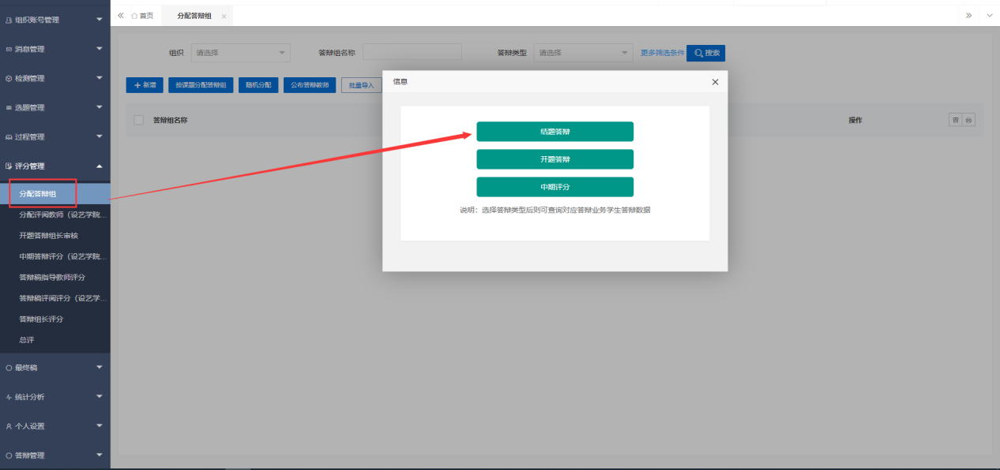 组织账号管理
消息管理
检测管理
选题管理
过程管理
评分管理
分配答辩组
分配评阅教师（设艺学院...
开题答辩组长审核
中期答辩评分（设艺学院...
答辩稿指导教师评分
答辩稿评阅评分（设艺学...
答辩组长评分
总评
最终稿
统计分析
个人设置
答辩管理
首页 分配答辩组
组织 请选择 答辩组名称 答辩类型 请选择 更多筛选条件 搜索
新增 按课题分配答辩组 随机分配 公布答辩教师 批量导入
答辩组名称 操作
信息
结题答辩
开题答辩
中期评分
说明：选择答辩类型后则可查询对应答辩业务学生答辩数据